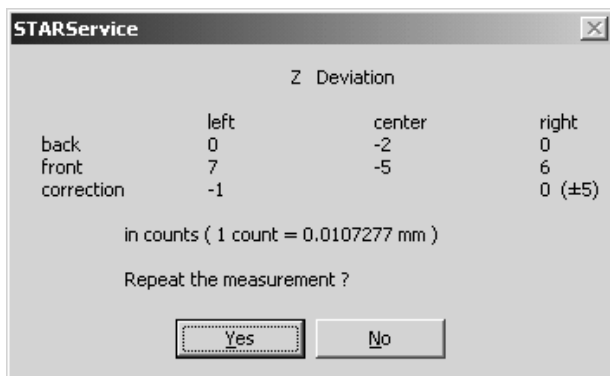 STARService
Z Deviation
left center right
back 0 -2 0
front 7 -5 6
correction -1 0 (±5)
in counts ( 1 count = 0.0107277 mm )
Repeat the measurement ?
Yes No